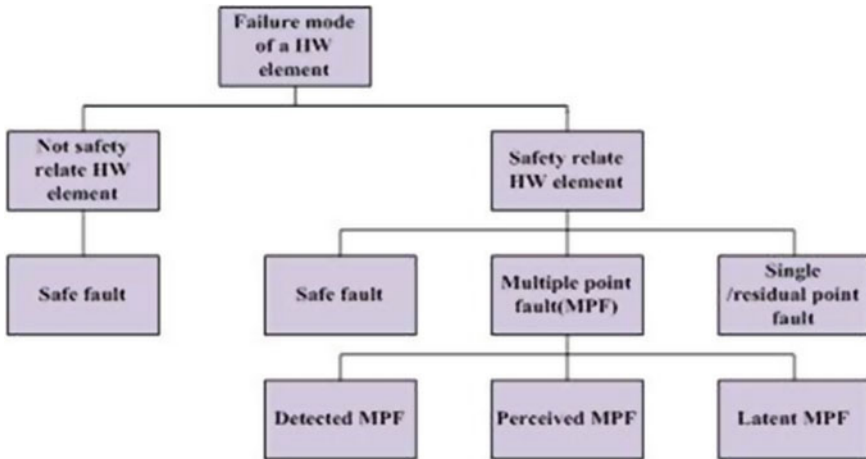 Failure mode
of a HW
element
Not safety
relate HW
element
Safety relate
HW element
Safe fault
Safe fault
Multiple point
fault(MPF)
Single
/residual point
fault
Detected MPF
Perceived MPF
Latent MPF